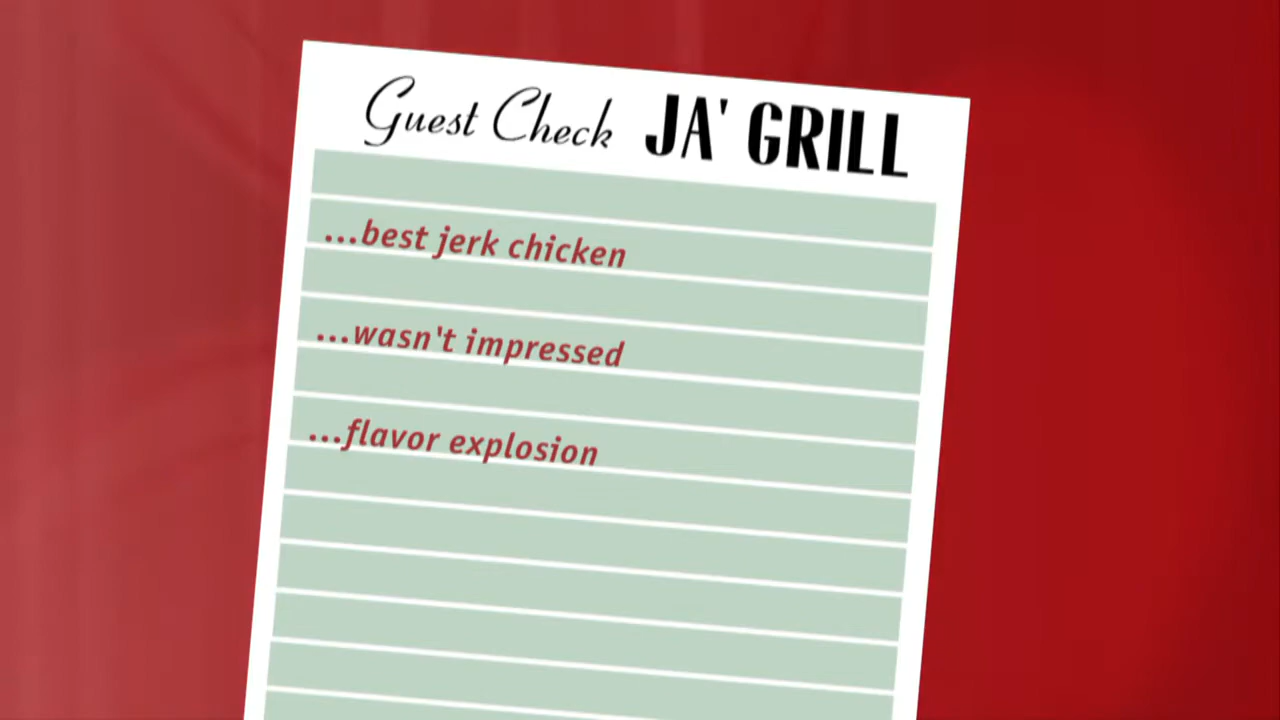 Guest Check JA' GRILL
...best jerk chicken
...wasn't impressed
...flavor explosion